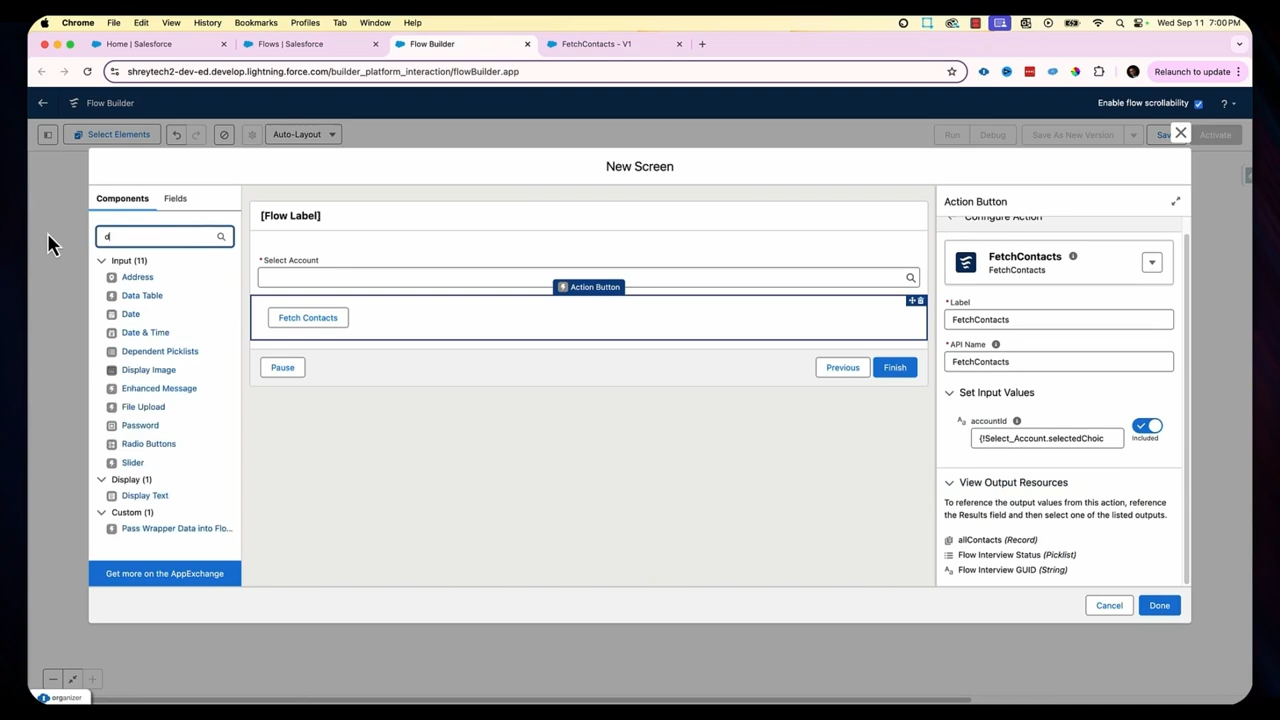 Chrome File Edit View History Bookmarks Profiles Tab Window Help Wed Sep 11 7:00 PM
Home | Salesforce Flows | Salesforce Flow Builder FetchContacts - V1
shreytech2-dev-ed.develop.lightning.force.com/builder_platform_interaction/flowBuilder.app Relaunch to update
Flow Builder Enable flow scrollability ?
Select Elements Auto-Layout Run Debug Save As New Version Sav Activate
New Screen
Components Fields
d
Input (11)
Address
Data Table
Date
Date & Time
Dependent Picklists
Display Image
Enhanced Message
File Upload
Password
Radio Buttons
Slider
Display (1)
Display Text
Custom (1)
Pass Wrapper Data into Flo...
Get more on the AppExchange
[Flow Label]
*Select Account
Action Button
Fetch Contacts
Pause Previous Finish
Action Button
Configure Action
FetchContacts
FetchContacts
*Label
FetchContacts
*API Name
FetchContacts
Set Input Values
Aa accountId
{!Select_Account.selectedChoic
Included
View Output Resources
To reference the output values from this action, reference
the Results field and then select one of the listed outputs.
allContacts (Record)
Flow Interview Status (Picklist)
Aa Flow Interview GUID (String)
Cancel Done
organizer